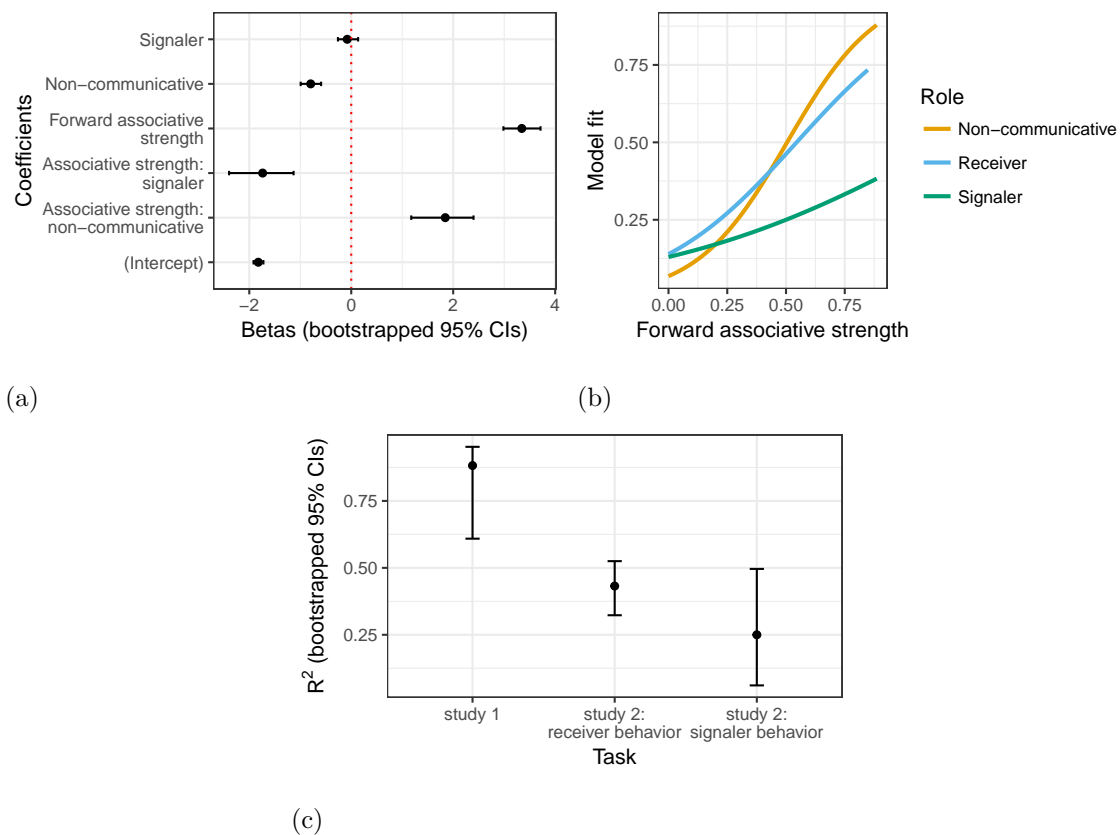 Coefficients
Signaler
Non−communicative
Forward associative
strength
Associative strength:
signaler
Associative strength:
non−communicative
(Intercept)
−2
0
2
4
Betas (bootstrapped 95% CIs)
(a)
Model fit
0.75
0.50
0.25
0.00
0.25
0.50
0.75
Forward associative strength
Role
Non−communicative
Receiver
Signaler
(b)
R² (bootstrapped 95% CIs)
0.75
0.50
0.25
study 1
study 2:
receiver behavior
study 2:
signaler behavior
Task
(c)